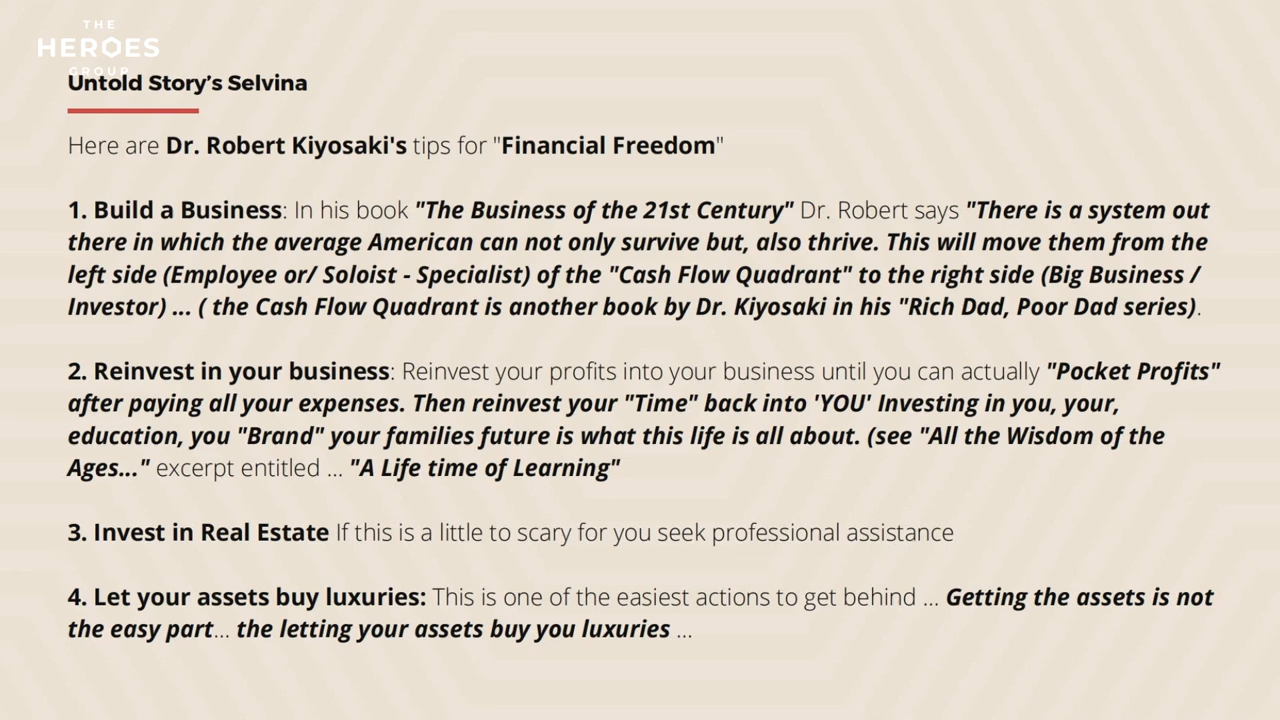 THE
HEROES
GROUP
Untold Story's Selvina
Here are Dr. Robert Kiyosaki's tips for "Financial Freedom"
1. Build a Business: In his book "The Business of the 21st Century" Dr. Robert says "There is a system out
there in which the average American can not only survive but, also thrive. This will move them from the
left side (Employee or/ Soloist - Specialist) of the "Cash Flow Quadrant" to the right side (Big Business /
Investor) ... ( the Cash Flow Quadrant is another book by Dr. Kiyosaki in his "Rich Dad, Poor Dad series).
2. Reinvest in your business: Reinvest your profits into your business until you can actually "Pocket Profits"
after paying all your expenses. Then reinvest your "Time" back into 'YOU' Investing in you, your,
education, you "Brand" your families future is what this life is all about. (see "All the Wisdom of the
Ages..." excerpt entitled ... "A Life time of Learning"
3. Invest in Real Estate If this is a little to scary for you seek professional assistance
4. Let your assets buy luxuries: This is one of the easiest actions to get behind ... Getting the assets is not
the easy part... the letting your assets buy you luxuries ...